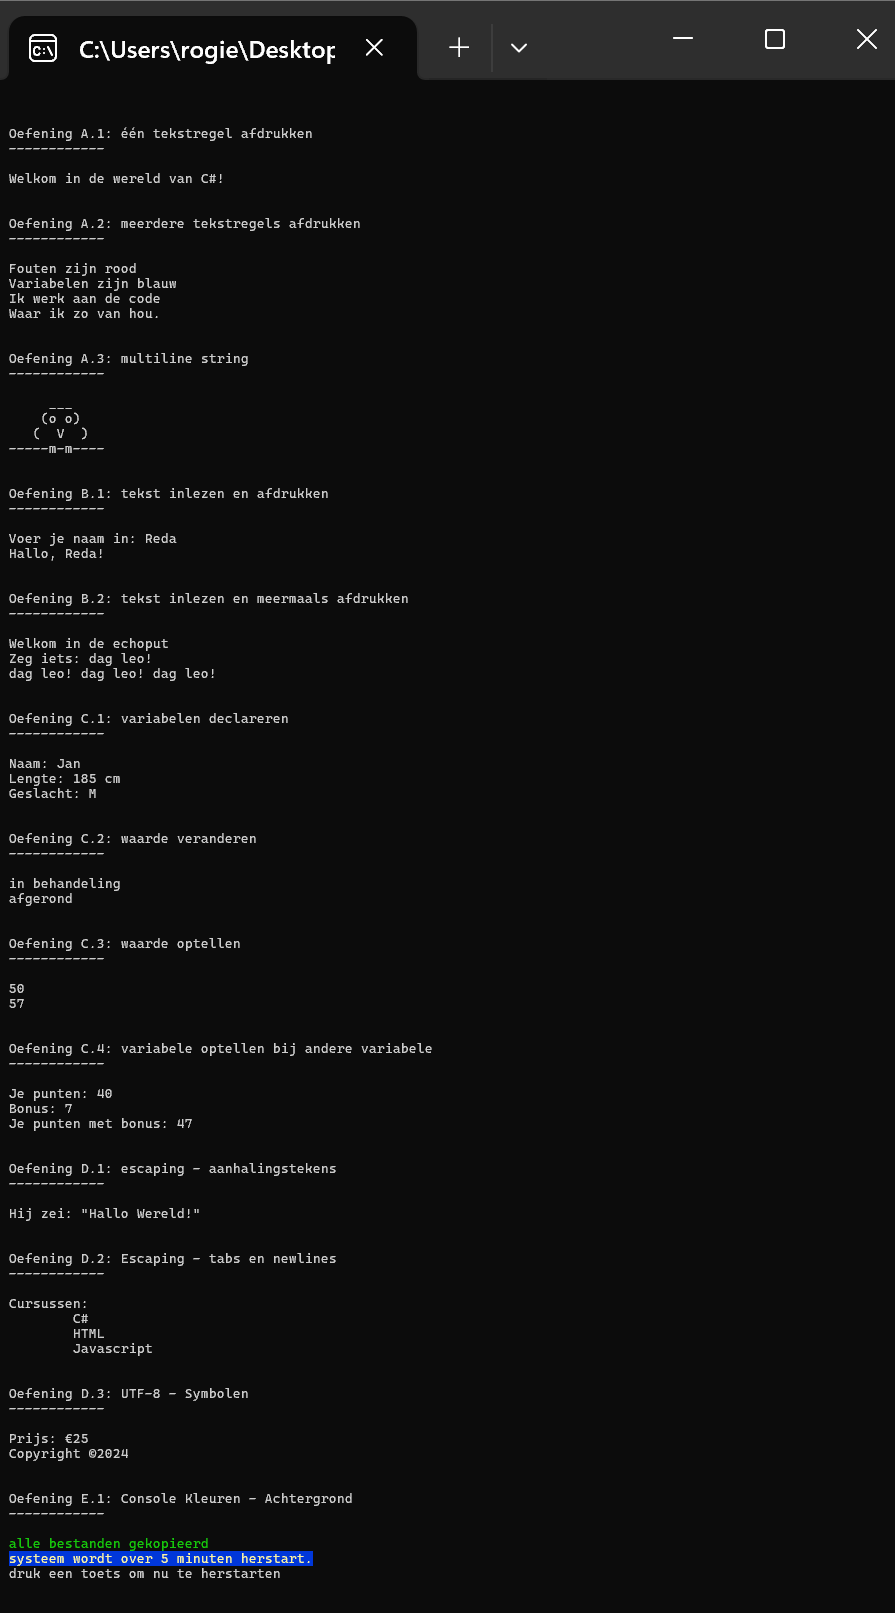 C:\Users\rogie\Desktop
Oefening A.1: één tekstregel afdrukken
------------
Welkom in de wereld van C#!
Oefening A.2: meerdere tekstregels afdrukken
------------
Fouten zijn rood
Variabelen zijn blauw
Ik werk aan de code
Waar ik zo van hou.
Oefening A.3: multiline string
------------
     ___
    (o o)
   (  V  )
-----m-m----
Oefening B.1: tekst inlezen en afdrukken
------------
Voer je naam in: Reda
Hallo, Reda!
Oefening B.2: tekst inlezen en meermaals afdrukken
------------
Welkom in de echoput
Zeg iets: dag leo!
dag leo! dag leo! dag leo!
Oefening C.1: variabelen declareren
------------
Naam: Jan
Lengte: 185 cm
Geslacht: M
Oefening C.2: waarde veranderen
------------
in behandeling
afgerond
Oefening C.3: waarde optellen
------------
50
57
Oefening C.4: variabele optellen bij andere variabele
------------
Je punten: 40
Bonus: 7
Je punten met bonus: 47
Oefening D.1: escaping - aanhalingstekens
------------
Hij zei: "Hallo Wereld!"
Oefening D.2: Escaping - tabs en newlines
------------
Cursussen:
        C#
        HTML
        Javascript
Oefening D.3: UTF-8 - Symbolen
------------
Prijs: €25
Copyright ©2024
Oefening E.1: Console Kleuren - Achtergrond
------------
alle bestanden gekopieerd
systeem wordt over 5 minuten herstart.
druk een toets om nu te herstarten